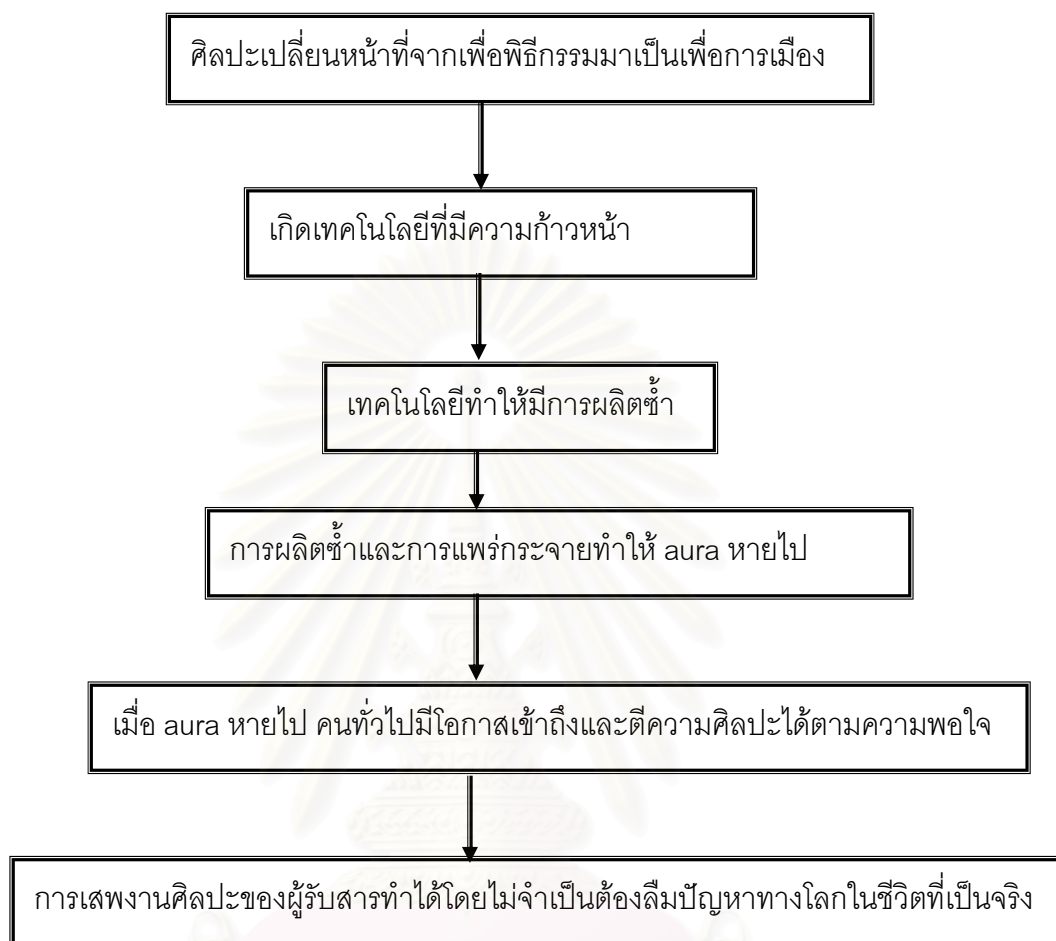 ศิลปะเปลี่ยนหน้าที่จากเพื่อพิธีกรรมมาเป็นเพื่อการเมือง
เกิดเทคโนโลยีที่มีความก้าวหน้า
เทคโนโลยีทำให้มีการผลิตซ้ำ
การผลิตซ้ำและการแพร่กระจายทำให้ aura หายไป
เมื่อ aura หายไป คนทั่วไปมีโอกาสเข้าถึงและตีความศิลปะได้ตามความพอใจ
การเสพงานศิลปะของผู้รับสารทำได้โดยไม่จำเป็นต้องลืมปัญหาทางโลกในชีวิตที่เป็นจริง